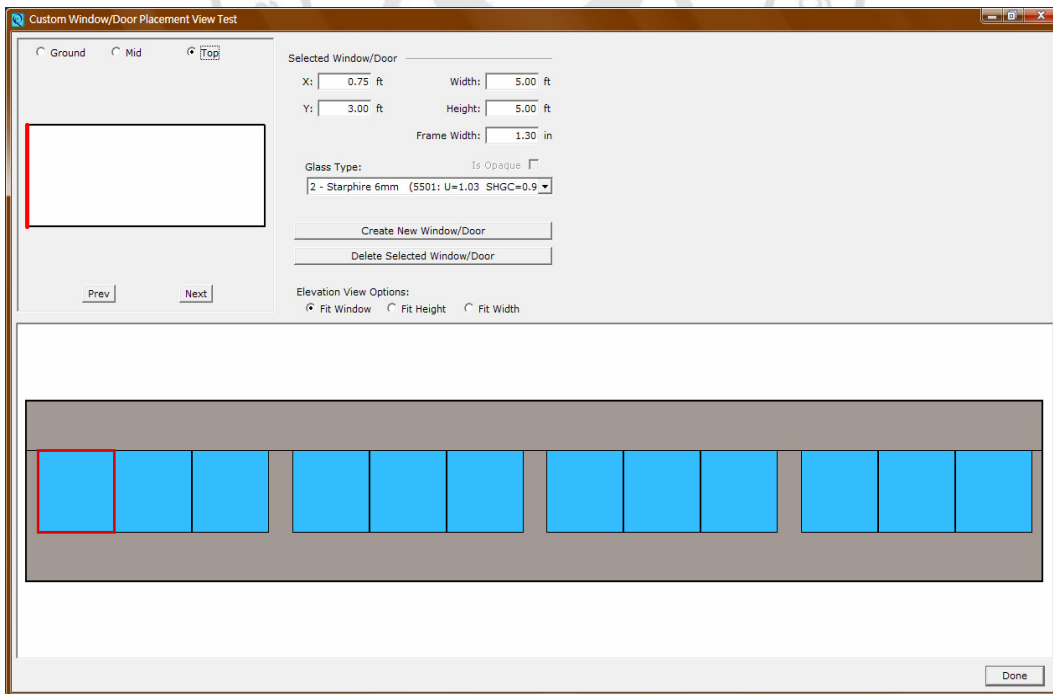 Custom Window/Door Placement View Test
Ground Mid Top
Selected Window/Door
X: 0.75 ft Width: 5.00 ft
Y: 3.00 ft Height: 5.00 ft
Frame Width: 1.30 in
Glass Type: Is Opaque
2 - Starphire 6mm (5501: U=1.03 SHGC=0.9
Create New Window/Door
Delete Selected Window/Door
Prev Next
Elevation View Options:
Fit Window Fit Height Fit Width
Done